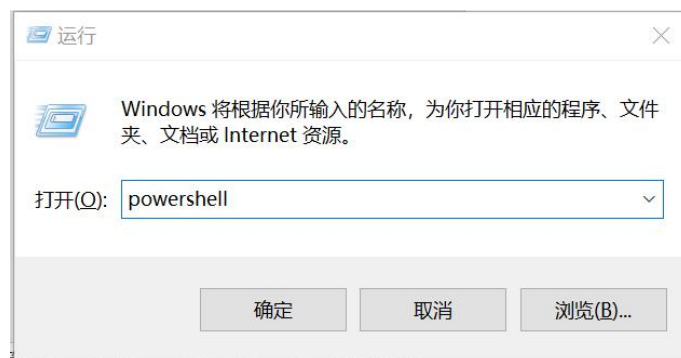 运行
Windows 将根据你所输入的名称，为你打开相应的程序、文件
夹、文档或 Internet 资源。
打开(O): powershell
确定 取消 浏览(B)...